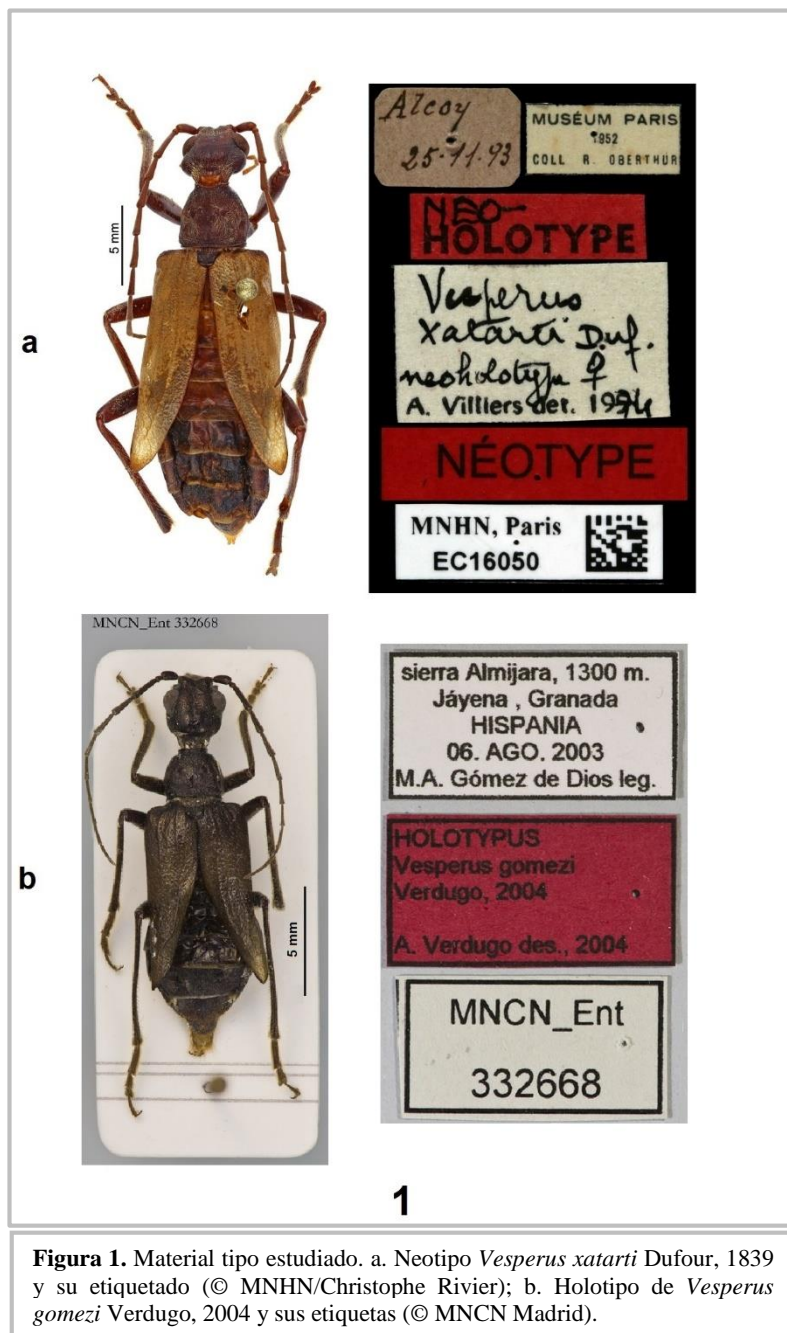 Alcoy
25-11-93
MUSÉUM PARIS
1952
COLL R. OBERTHUR
NÉO-
HOLOTYPE
Vesperus
xatarti Duf.
neoholotype ♀
A. Villiers det. 1974
NÉOTYPE
MNHN, Paris
EC16050
5 mm
a
MNCN_Ent 332668
sierra Almijara, 1300 m.
Jáyena , Granada
HISPANIA
06. AGO. 2003
M.A. Gómez de Dios leg.
HOLOTYPUS
Vesperus gomezi
Verdugo, 2004
A. Verdugo des., 2004
MNCN_Ent
332668
b
5 mm
1
Figura 1. Material tipo estudiado. a. Neotipo Vesperus xatarti Dufour, 1839
y su etiquetado (© MNHN/Christophe Rivier); b. Holotipo de Vesperus
gomezi Verdugo, 2004 y sus etiquetas (© MNCN Madrid).